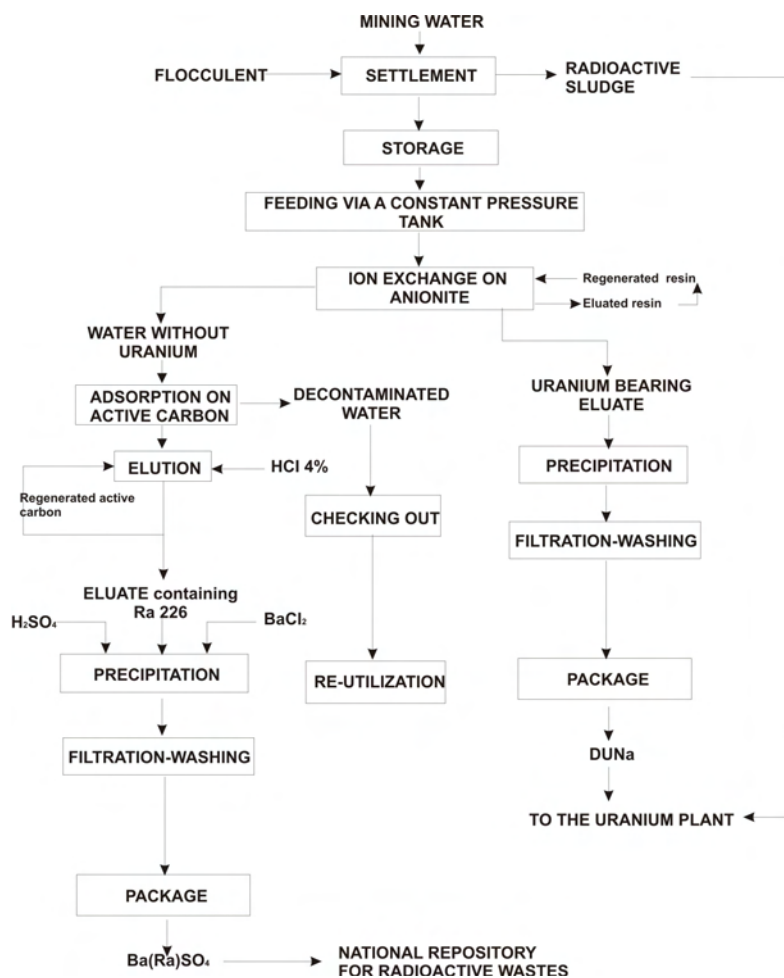 MINING WATER
FLOCCULENT
SETTLEMENT
RADIOACTIVE
SLUDGE
STORAGE
FEEDING VIA A CONSTANT PRESSURE
TANK
ION EXCHANGE ON
ANIONITE
Regenerated resin
Eluated resin
WATER WITHOUT
URANIUM
ADSORPTION ON
ACTIVE CARBON
DECONTAMINATED
WATER
URANIUM BEARING
ELUATE
ELUTION
HCl 4%
PRECIPITATION
Regenerated active
carbon
CHECKING OUT
FILTRATION-WASHING
ELUATE containing
Ra 226
H₂SO₄
BaCl₂
PRECIPITATION
RE-UTILIZATION
PACKAGE
FILTRATION-WASHING
DUNa
TO THE URANIUM PLANT
PACKAGE
Ba(Ra)SO₄
NATIONAL REPOSITORY
FOR RADIOACTIVE WASTES